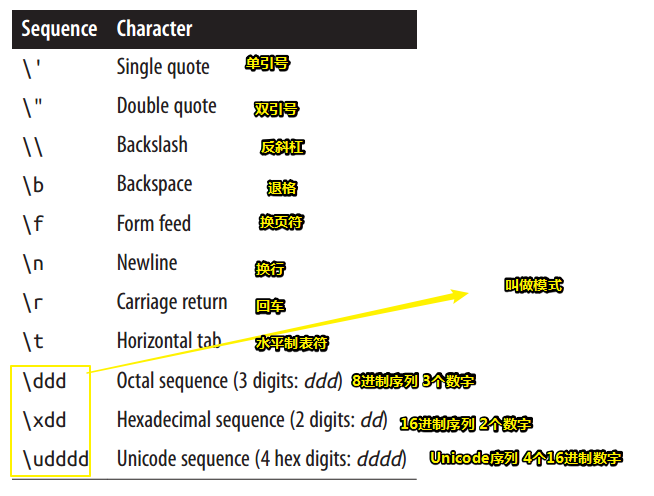 Sequence Character
\' Single quote 单引号
\" Double quote 双引号
\\ Backslash 反斜杠
\b Backspace 退格
\f Form feed 换页符
\n Newline 换行
叫做模式
\r Carriage return 回车
\t Horizontal tab 水平制表符
\ddd Octal sequence (3 digits: ddd) 8进制序列 3个数字
\xdd Hexadecimal sequence (2 digits: dd) 16进制序列 2个数字
\udddd Unicode sequence (4 hex digits: dddd) Unicode序列 4个16进制数字